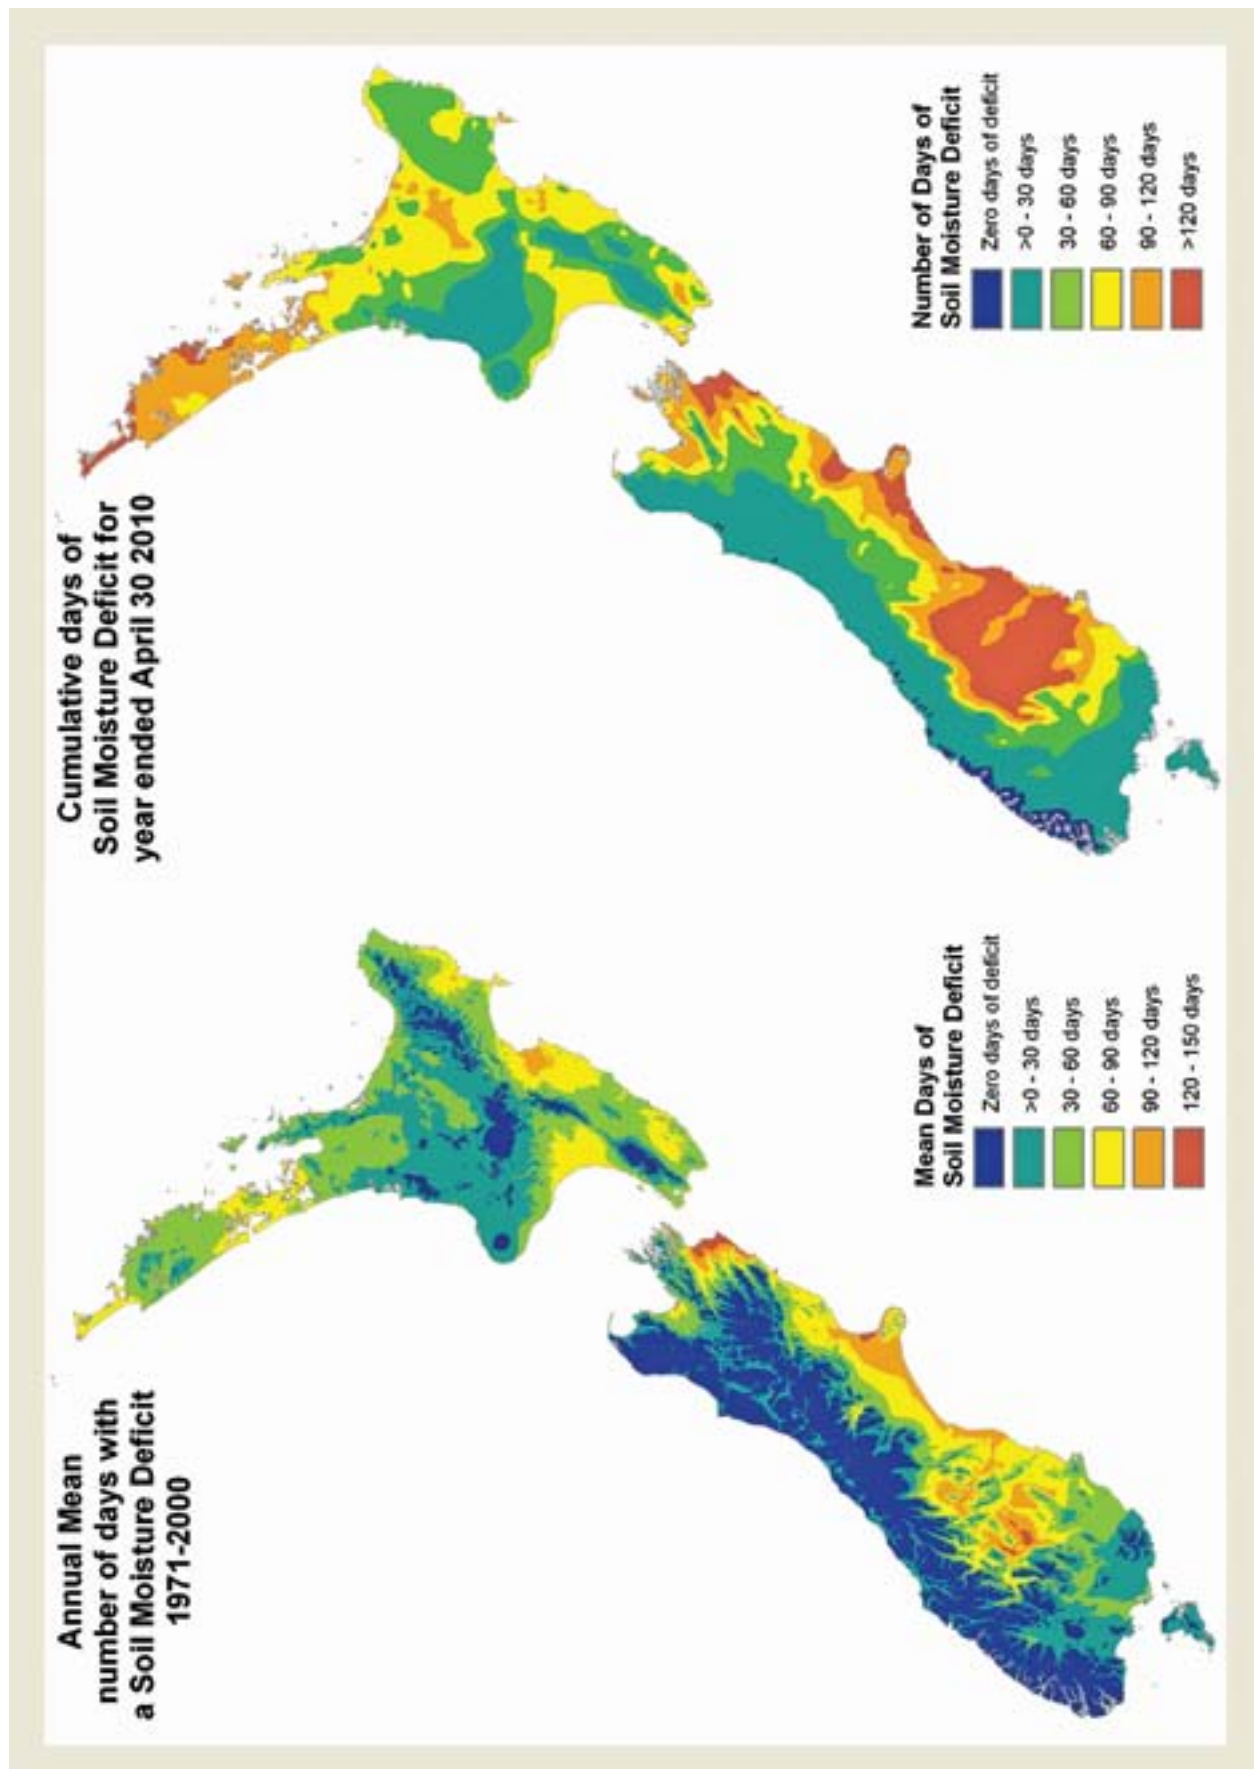 Annual Mean
number of days with
a Soil Moisture Deficit
1971-2000
Mean Days of
Soil Moisture Deficit
Zero days of deficit
>0 - 30 days
30 - 60 days
60 - 90 days
90 - 120 days
120 - 150 days
Cumulative days of
Soil Moisture Deficit for
year ended April 30 2010
Number of Days of
Soil Moisture Deficit
Zero days of deficit
>0 - 30 days
30 - 60 days
60 - 90 days
90 - 120 days
>120 days